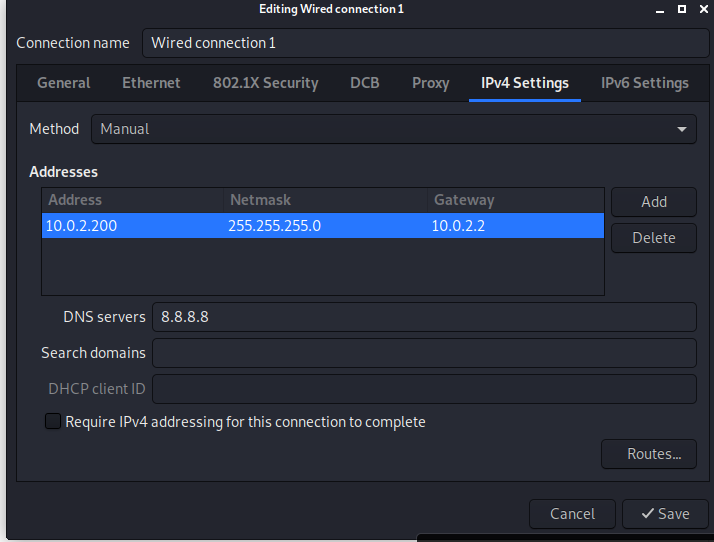 Editing Wired connection 1
Connection name Wired connection 1
General Ethernet 802.1X Security DCB Proxy IPv4 Settings IPv6 Settings
Method Manual
Addresses
Address Netmask Gateway
10.0.2.200 255.255.255.0 10.0.2.2
Add
Delete
DNS servers 8.8.8.8
Search domains
DHCP client ID
Require IPv4 addressing for this connection to complete
Routes...
Cancel Save